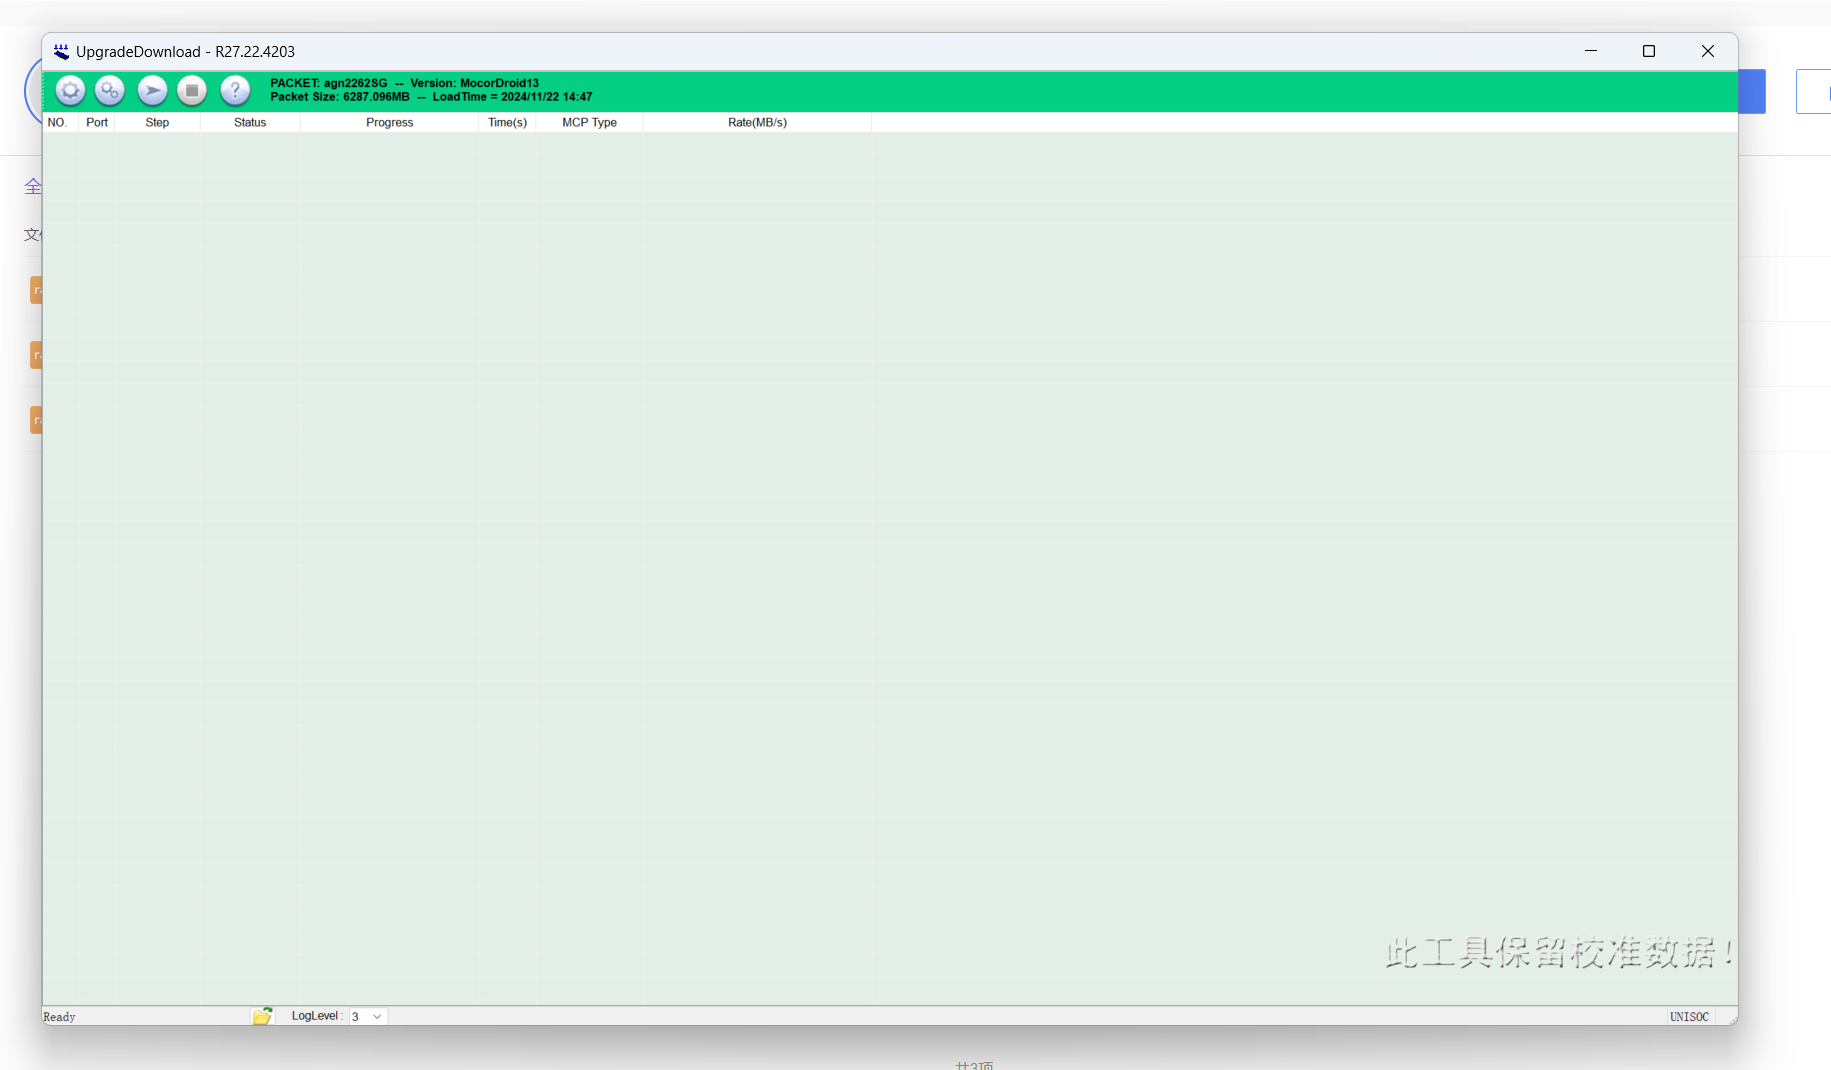 UpgradeDownload - R27.22.4203
PACKET: agn2262SG -- Version: MocorDroid13
Packet Size: 6287.096MB -- LoadTime = 2024/11/22 14:47
NO. Port Step Status Progress Time(s) MCP Type Rate(MB/s)
全
文
此工具保留校准数据!
Ready LogLevel: 3 UNISOC
共3项